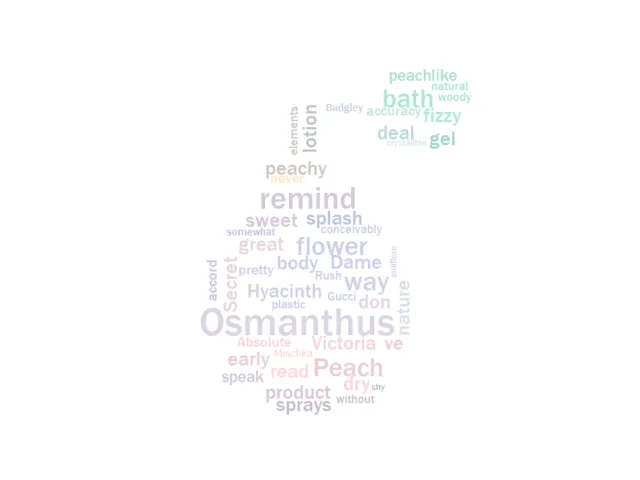 peachlike
natural
bath
woody
Badgley
accuracy
fizzy
elements
lotion
deal
gel
peachy
never
remind
sweet
splash
somewhat
conceivably
great
flower
accord
Secret
pretty
body
Dame
Rush
way
Hyacinth
Gucci
don
nature
plastic
Osmanthus
Absolute
Victoria
ve
early
Mischka
speak
read
Peach
dry
shy
product
without
sprays